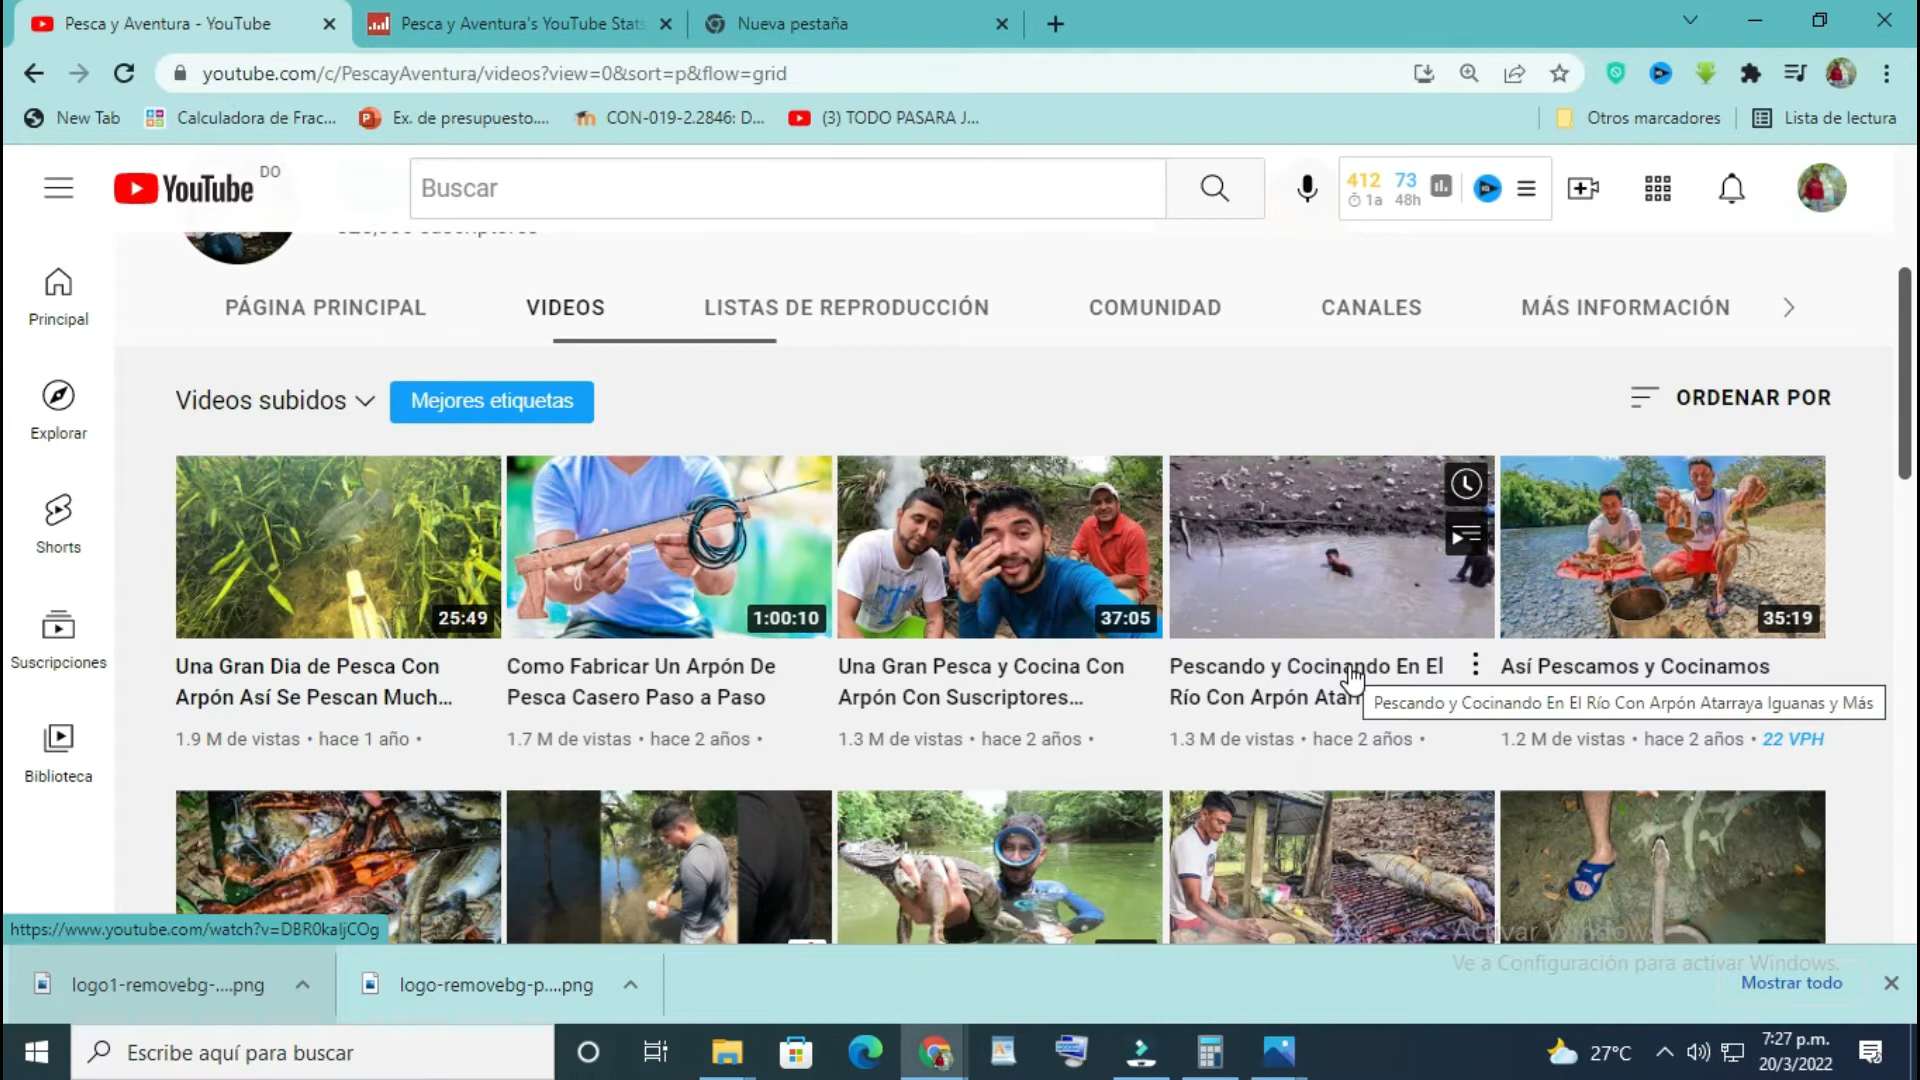 Pesca y Aventura - YouTube
Pesca y Aventura's YouTube Stats
Nueva pestaña
youtube.com/c/PescayAventura/videos?view=0&sort=p&flow=grid
New Tab
Calculadora de Frac...
Ex. de presupuesto....
CON-019-2.2846: D...
(3) TODO PASARA J...
Otros marcadores
Lista de lectura
YouTube DO
Buscar
412 73
1a 48h
Principal
Explorar
Shorts
Suscripciones
Biblioteca
PÁGINA PRINCIPAL
VIDEOS
LISTAS DE REPRODUCCIÓN
COMUNIDAD
CANALES
MÁS INFORMACIÓN
Videos subidos
Mejores etiquetas
ORDENAR POR
25:49
1:00:10
37:05
35:19
Una Gran Dia de Pesca Con
Arpón Así Se Pescan Much...
1.9 M de vistas • hace 1 año •
Como Fabricar Un Arpón De
Pesca Casero Paso a Paso
1.7 M de vistas • hace 2 años •
Una Gran Pesca y Cocina Con
Arpón Con Suscriptores...
1.3 M de vistas • hace 2 años •
Pescando y Cocinando En El
Río Con Arpón
Pescando y Cocinando En El Río Con Arpón Atarraya Iguanas y Más
1.3 M de vistas • hace 2 años •
Así Pescamos y Cocinamos
1.2 M de vistas • hace 2 años • 22 VPH
https://www.youtube.com/watch?v=DBR0kaljCOg
Activar Windows
Ve a Configuración para activar Windows.
logo1-removebg-....png
logo-removebg-p....png
Mostrar todo
Escribe aquí para buscar
27°C
7:27 p.m.
20/3/2022